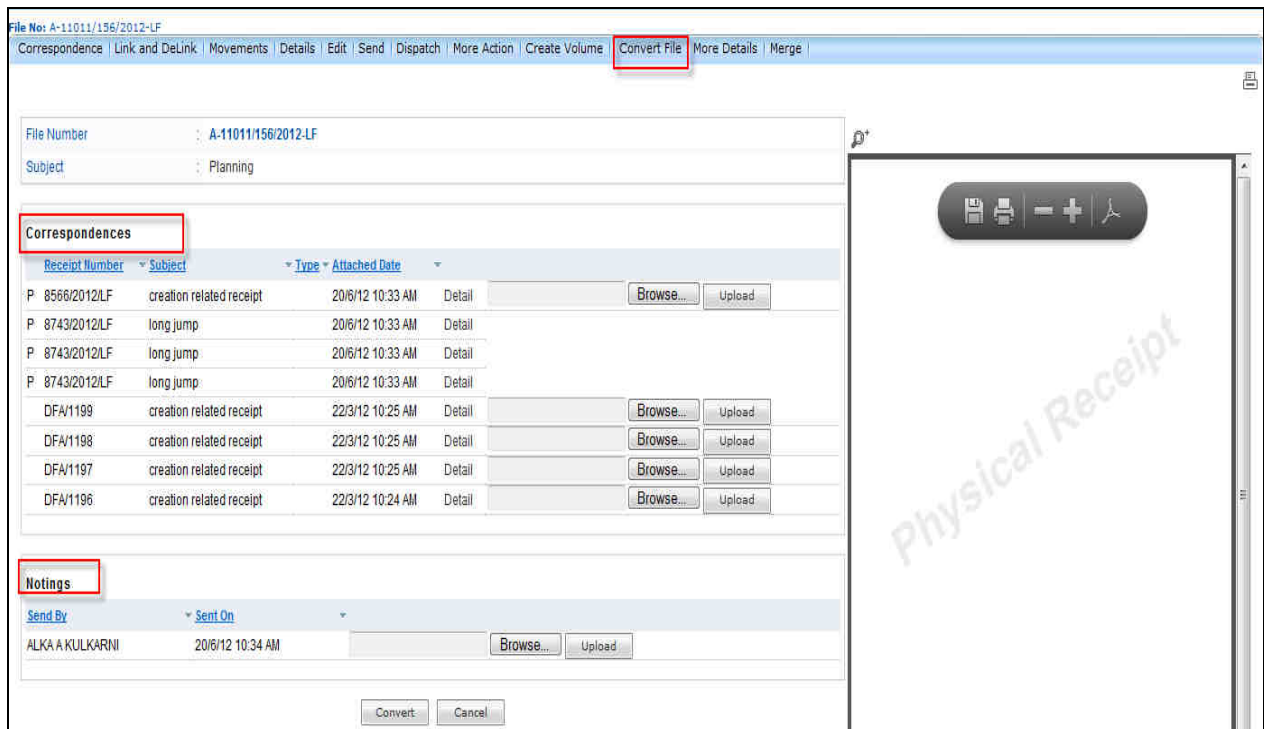 File No: A-11011/156/2012-LF
Correspondence | Link and DeLink | Movements | Details | Edit | Send | Dispatch | More Action | Create Volume | Convert File | More Details | Merge |
File Number : A-11011/156/2012-LF
Subject : Planning
Correspondences
Receipt Number Subject Type Attached Date
P 8566/2012/LF creation related receipt 20/6/12 10:33 AM Detail Browse... Upload
P 8743/2012/LF long jump 20/6/12 10:33 AM Detail
P 8743/2012/LF long jump 20/6/12 10:33 AM Detail
P 8743/2012/LF long jump 20/6/12 10:33 AM Detail
DFA/1199 creation related receipt 22/3/12 10:25 AM Detail Browse... Upload
DFA/1198 creation related receipt 22/3/12 10:25 AM Detail Browse... Upload
DFA/1197 creation related receipt 22/3/12 10:25 AM Detail Browse... Upload
DFA/1196 creation related receipt 22/3/12 10:24 AM Detail Browse... Upload
Notings
Send By Sent On
ALKA A KULKARNI 20/6/12 10:34 AM Browse... Upload
Convert Cancel
Physical Receipt